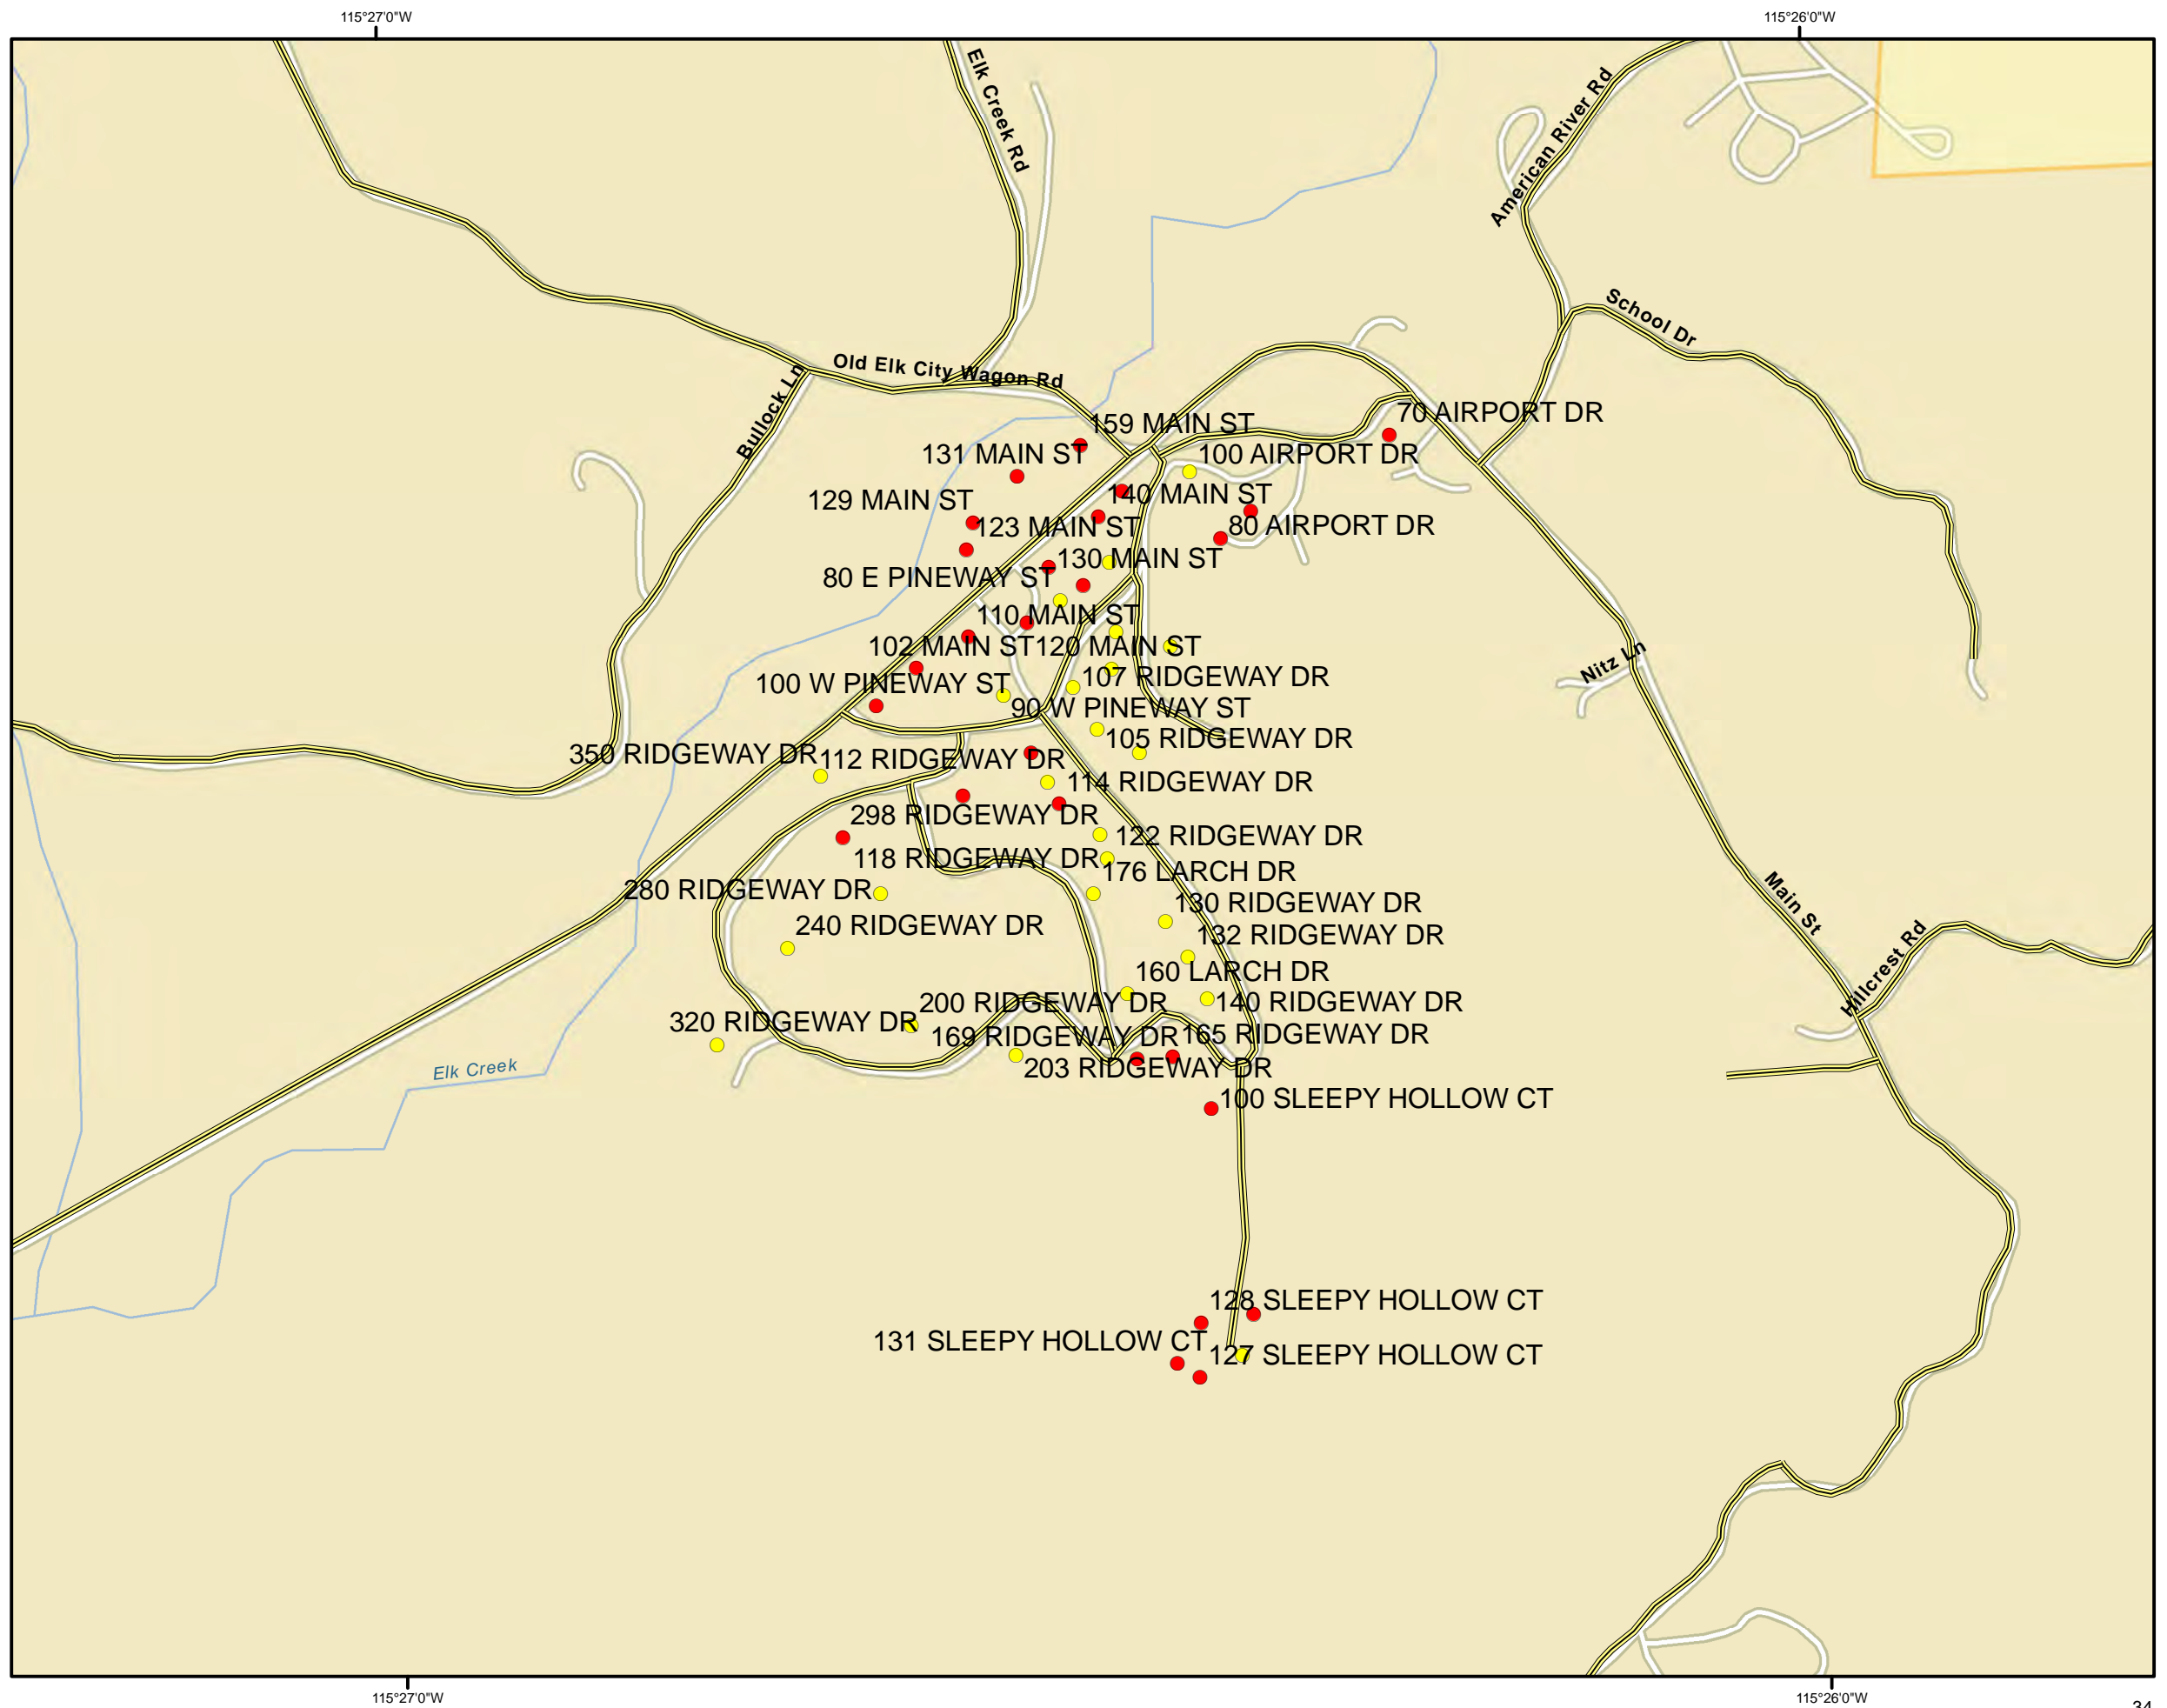 115°27'0"W
115°26'0"W
Elk Creek Rd
American River Rd
School Dr
Old Elk City Wagon Rd
Bullock Ln
70 AIRPORT DR
159 MAIN ST
131 MAIN ST
100 AIRPORT DR
129 MAIN ST
140 MAIN ST
123 MAIN ST
80 AIRPORT DR
130 MAIN ST
80 E PINEWAY ST
110 MAIN ST
102 MAIN ST
120 MAIN ST
Nitz Ln
100 W PINEWAY ST
107 RIDGEWAY DR
90 W PINEWAY ST
105 RIDGEWAY DR
350 RIDGEWAY DR
112 RIDGEWAY DR
114 RIDGEWAY DR
298 RIDGEWAY DR
122 RIDGEWAY DR
118 RIDGEWAY DR
176 LARCH DR
280 RIDGEWAY DR
130 RIDGEWAY DR
Main St
240 RIDGEWAY DR
132 RIDGEWAY DR
Hillcrest Rd
160 LARCH DR
200 RIDGEWAY DR
140 RIDGEWAY DR
320 RIDGEWAY DR
169 RIDGEWAY DR
165 RIDGEWAY DR
203 RIDGEWAY DR
Elk Creek
100 SLEEPY HOLLOW CT
128 SLEEPY HOLLOW CT
131 SLEEPY HOLLOW CT
127 SLEEPY HOLLOW CT
115°27'0"W
115°26'0"W
34